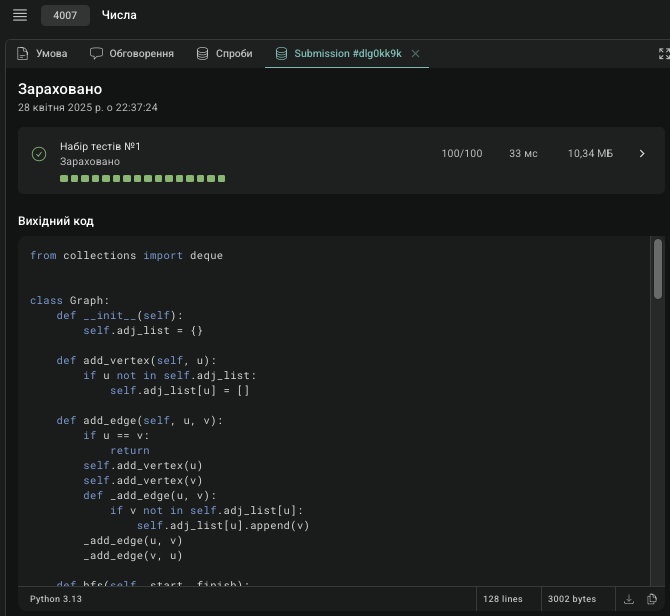 4007 Числа
Умова Обговорення Спроби Submission #dlg0kk9k
Зараховано
28 квітня 2025 р. о 22:37:24
Набір тестів №1
Зараховано
100/100 33 мс 10,34 МБ
Вихідний код
from collections import deque
class Graph:
    def __init__(self):
        self.adj_list = {}
    def add_vertex(self, u):
        if u not in self.adj_list:
            self.adj_list[u] = []
    def add_edge(self, u, v):
        if u == v:
            return
        self.add_vertex(u)
        self.add_vertex(v)
        def _add_edge(u, v):
            if v not in self.adj_list[u]:
                self.adj_list[u].append(v)
        _add_edge(u, v)
        _add_edge(v, u)
    def bfs(self, start, finish):
Python 3.13 128 lines 3002 bytes